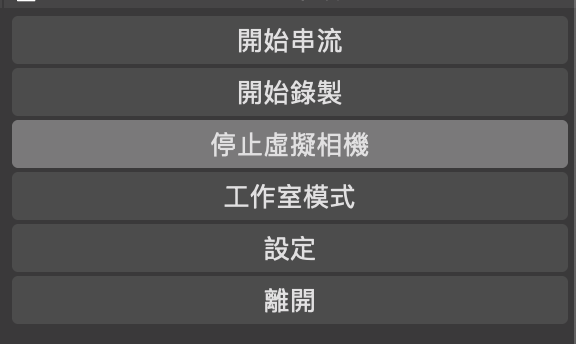 開始串流
開始錄製
停止虛擬相機
工作室模式
設定
離開